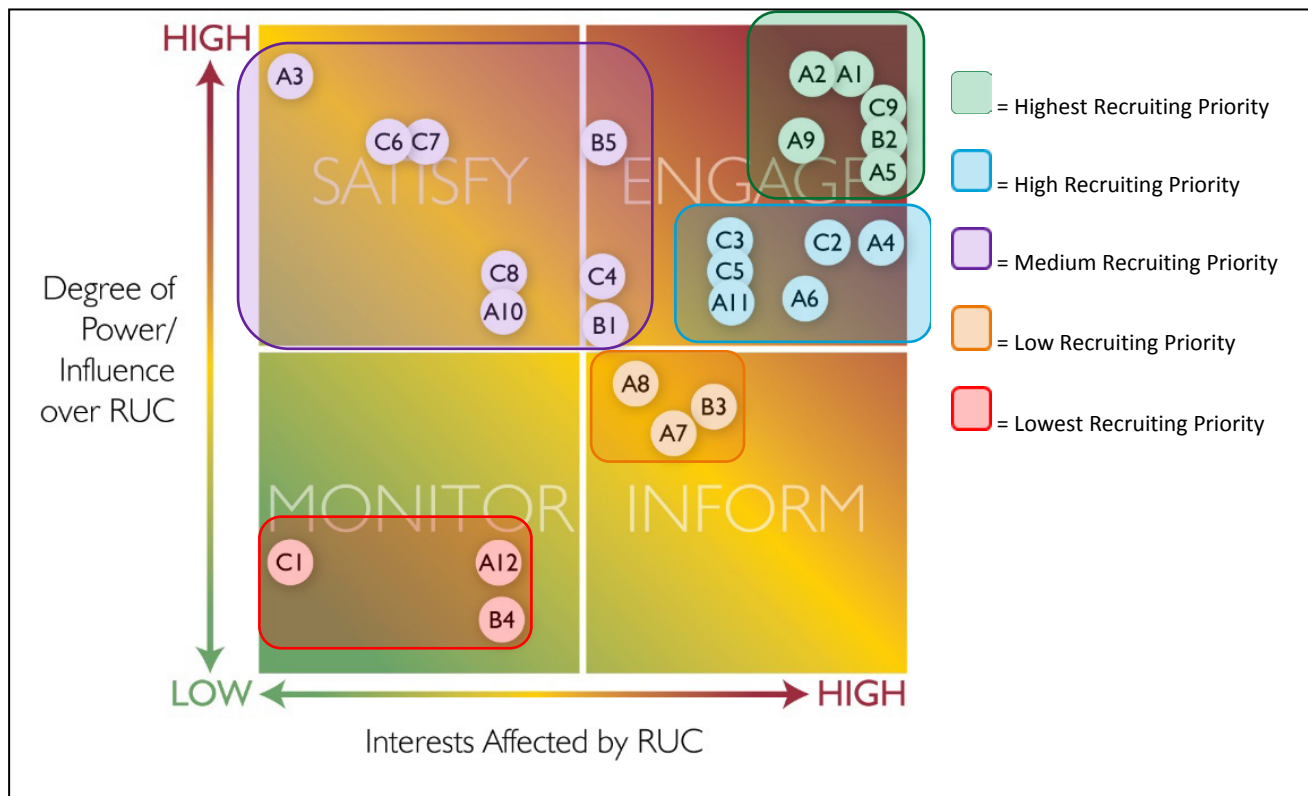 HIGH
A3
A2
A1
C9
C6
C7
B5
A9
B2
A5
SATISFY
ENGAGE
C3
C2
A4
C8
C4
C5
A10
B1
A11
A6
Degree of
Power/
Influence
over RUC
A8
B3
A7
MONITOR
INFORM
C1
A12
B4
LOW
HIGH
Interests Affected by RUC
= Highest Recruiting Priority
= High Recruiting Priority
= Medium Recruiting Priority
= Low Recruiting Priority
= Lowest Recruiting Priority